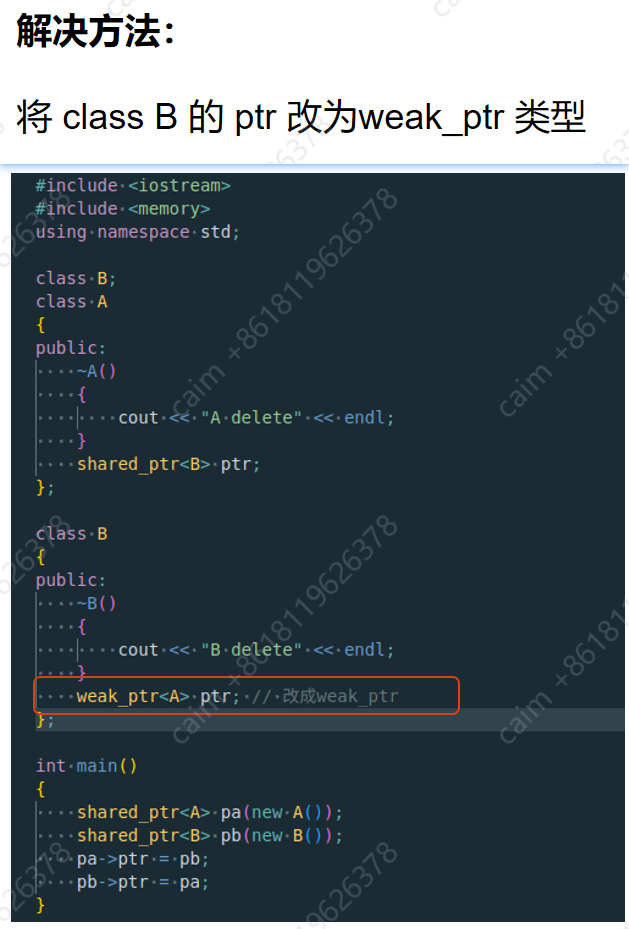 解决方法：
将 class B 的 ptr 改为weak_ptr 类型
#include <iostream>
#include <memory>
using namespace std;
class B;
class A
{
public:
    ~A()
    {
        cout << "A delete" << endl;
    }
    shared_ptr<B> ptr;
};
class B
{
public:
    ~B()
    {
        cout << "B delete" << endl;
    }
    weak_ptr<A> ptr; // 改成weak_ptr
};
int main()
{
    shared_ptr<A> pa(new A());
    shared_ptr<B> pb(new B());
    pa->ptr = pb;
    pb->ptr = pa;
}
caim +8618119626378